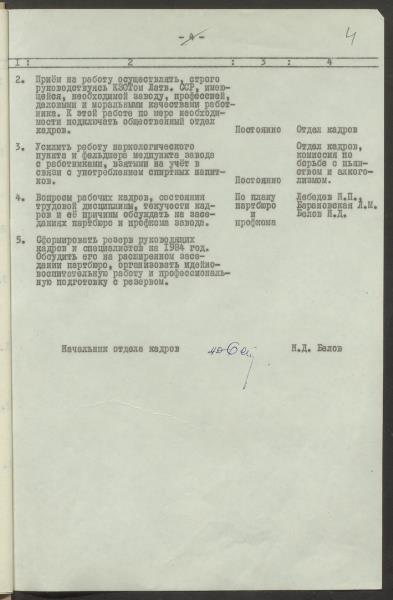 -4-
4
1 : 2 : 3 : 4
2. Приём на работу осуществлять, строго
руководствуясь КЗОТом Латв. ССР, имею-
щейся, необходимой заводу, профессией,
деловыми и моральными качествами работ-
ника. К этой работе по мере необходи-
мости подключать общественный отдел
кадров. Постоянно Отдел кадров
3. Усилить работу наркологического Отдел кадров,
пункта и фельдшера медпункта завода комиссия по
с работниками, взятыми на учёт в борьбе с пьян-
связи с употреблением спиртных напит- ством и алкого-
ков. Постоянно лизмом.
4. Вопросы рабочих кадров, состояния По плану Лебедев Н.П.,
трудовой дисциплины, текучести кад- партбюро Барановская Л.М.
ров и её причины обсуждать на засе- и Белов Н.Д.
даниях партбюро и профкома завода. профкома
5. Сформировать резерв руководящих
кадров и специалистов на 1984 год.
Обсудить его на расширенном засе-
дании партбюро, организовать идейно-
воспитательную работу и профессиональ-
ную подготовку с резервом.
Начальник отдела кадров Н.Д. Белов